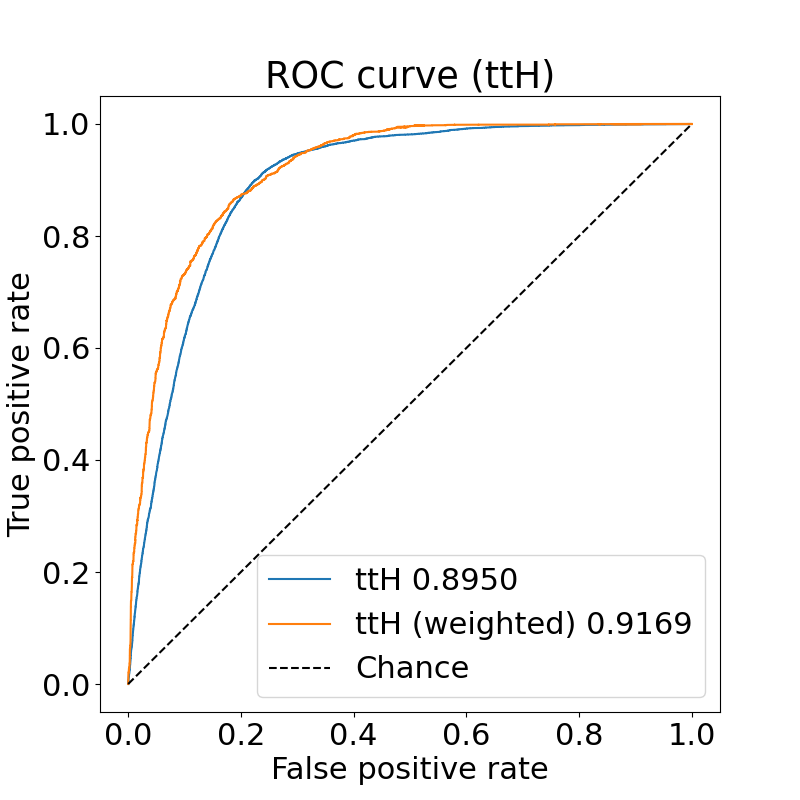 ROC curve (ttH)
True positive rate
1.0
0.8
0.6
0.4
0.2
0.0
ttH 0.8950
ttH (weighted) 0.9169
Chance
0.0 0.2 0.4 0.6 0.8 1.0
False positive rate